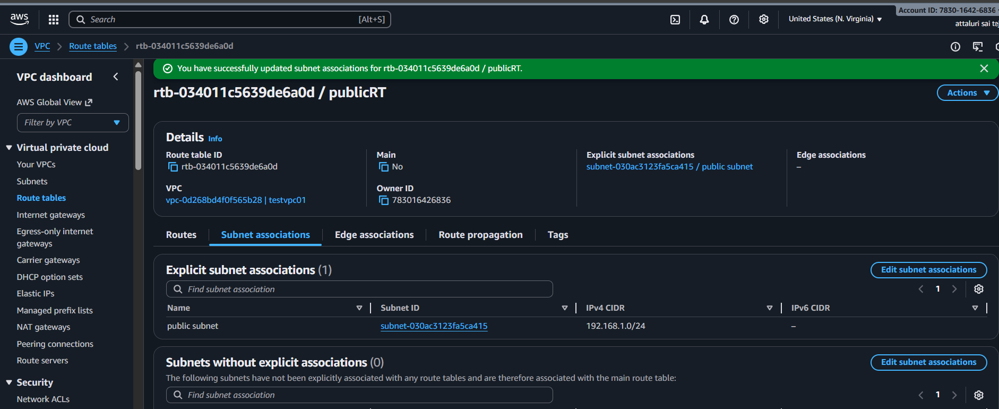 aws
Search [Alt+S]
United States (N. Virginia)
Account ID: 7830-1642-6836
attaluri sai tej
VPC > Route tables > rtb-034011c5639de6a0d
VPC dashboard
AWS Global View
Filter by VPC
Virtual private cloud
Your VPCs
Subnets
Route tables
Internet gateways
Egress-only internet
gateways
Carrier gateways
DHCP option sets
Elastic IPs
Managed prefix lists
NAT gateways
Peering connections
Route servers
Security
Network ACLs
You have successfully updated subnet associations for rtb-034011c5639de6a0d / publicRT.
rtb-034011c5639de6a0d / publicRT
Actions
Details Info
Route table ID
rtb-034011c5639de6a0d
Main
No
Explicit subnet associations
subnet-030ac3123fa5ca415 / public subnet
Edge associations
–
VPC
vpc-0d268bd4f0f565b28 | testvpc01
Owner ID
783016426836
Routes Subnet associations Edge associations Route propagation Tags
Explicit subnet associations (1)
Edit subnet associations
Find subnet association
1
Name Subnet ID IPv4 CIDR IPv6 CIDR
public subnet subnet-030ac3123fa5ca415 192.168.1.0/24 –
Subnets without explicit associations (0)
Edit subnet associations
The following subnets have not been explicitly associated with any route tables and are therefore associated with the main route table:
Find subnet association
1